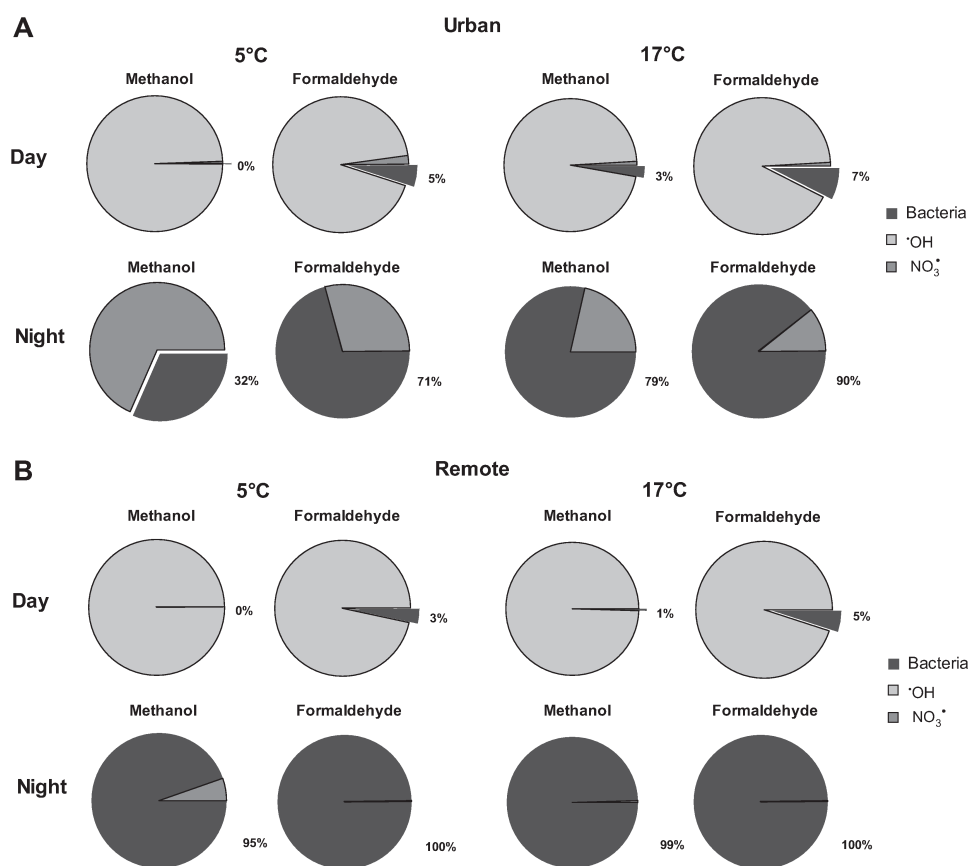 A
Urban
5°C
17°C
Methanol
Formaldehyde
Methanol
Formaldehyde
Day
0%
5%
3%
7%
Bacteria
•OH
NO3•
Methanol
Formaldehyde
Methanol
Formaldehyde
Night
32%
71%
79%
90%
B
Remote
5°C
17°C
Methanol
Formaldehyde
Methanol
Formaldehyde
Day
0%
3%
1%
5%
Bacteria
•OH
NO3•
Methanol
Formaldehyde
Methanol
Formaldehyde
Night
95%
100%
99%
100%